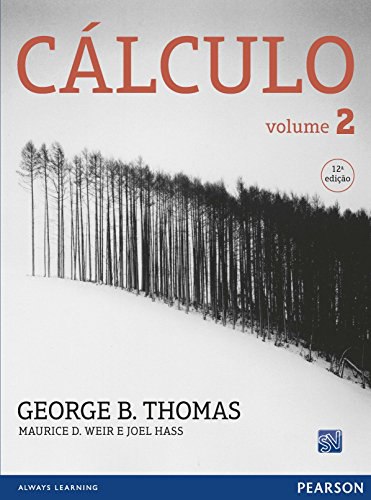 CÁLCULO
volume 2
12ª
edição
GEORGE B. THOMAS
MAURICE D. WEIR E JOEL HASS
SV
ALWAYS LEARNING
PEARSON